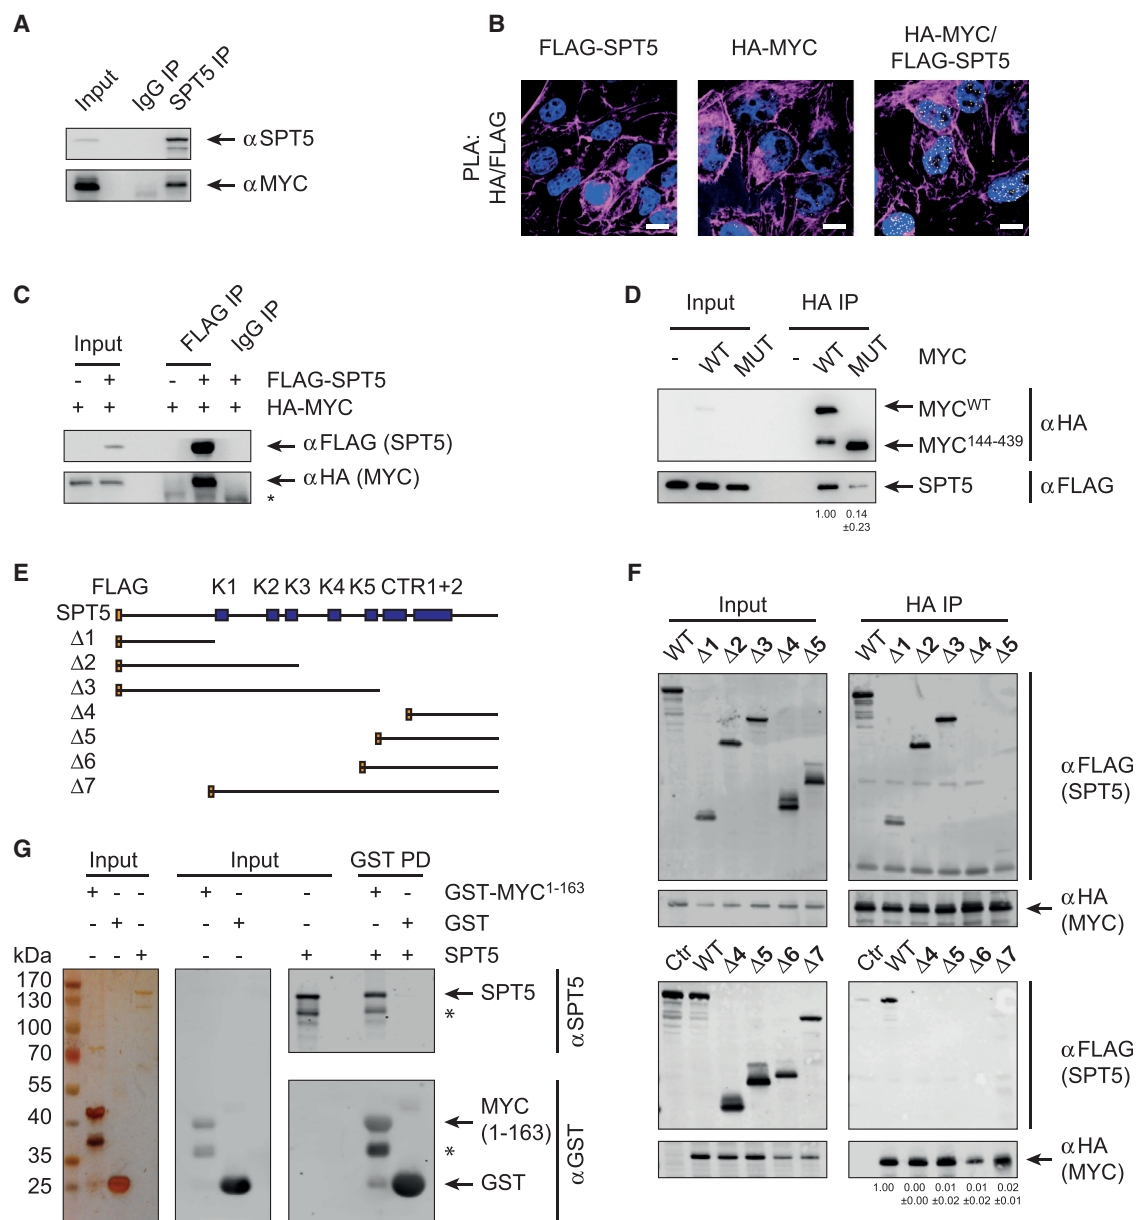 A
Input
IgG IP
SPT5 IP
αSPT5
αMYC
B
FLAG-SPT5
HA-MYC
HA-MYC/
FLAG-SPT5
PLA:
HA/FLAG
C
Input
FLAG IP
IgG IP
- + - + + FLAG-SPT5
+ + + + + HA-MYC
αFLAG (SPT5)
αHA (MYC)
*
D
Input HA IP
- WT MUT - WT MUT MYC
MYC^WT
MYC^144-439
αHA
SPT5
αFLAG
1.00 0.14
±0.23
E
FLAG K1 K2 K3 K4 K5 CTR1+2
SPT5
Δ1
Δ2
Δ3
Δ4
Δ5
Δ6
Δ7
F
Input HA IP
WT Δ1 Δ2 Δ3 Δ4 Δ5 WT Δ1 Δ2 Δ3 Δ4 Δ5
αFLAG
(SPT5)
αHA
(MYC)
Ctr WT Δ4 Δ5 Δ6 Δ7 Ctr WT Δ4 Δ5 Δ6 Δ7
αFLAG
(SPT5)
αHA
(MYC)
1.00 0.00 0.01 0.01 0.02
±0.00 ±0.02 ±0.02 ±0.01
G
Input Input GST PD
+ - - + - - + - GST-MYC^1-163
- + - - + - - + GST
kDa - - + - - + + + SPT5
170
130
100
70
55
40
35
25
SPT5
*
αSPT5
MYC
(1-163)
*
GST
αGST